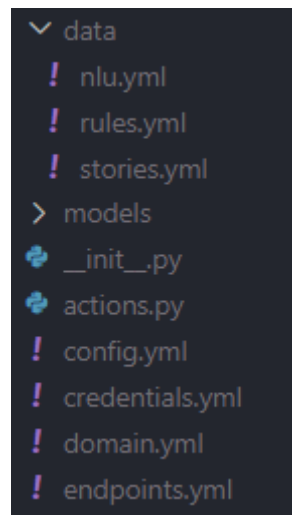 data
nlu.yml
rules.yml
stories.yml
models
__init__.py
actions.py
config.yml
credentials.yml
domain.yml
endpoints.yml